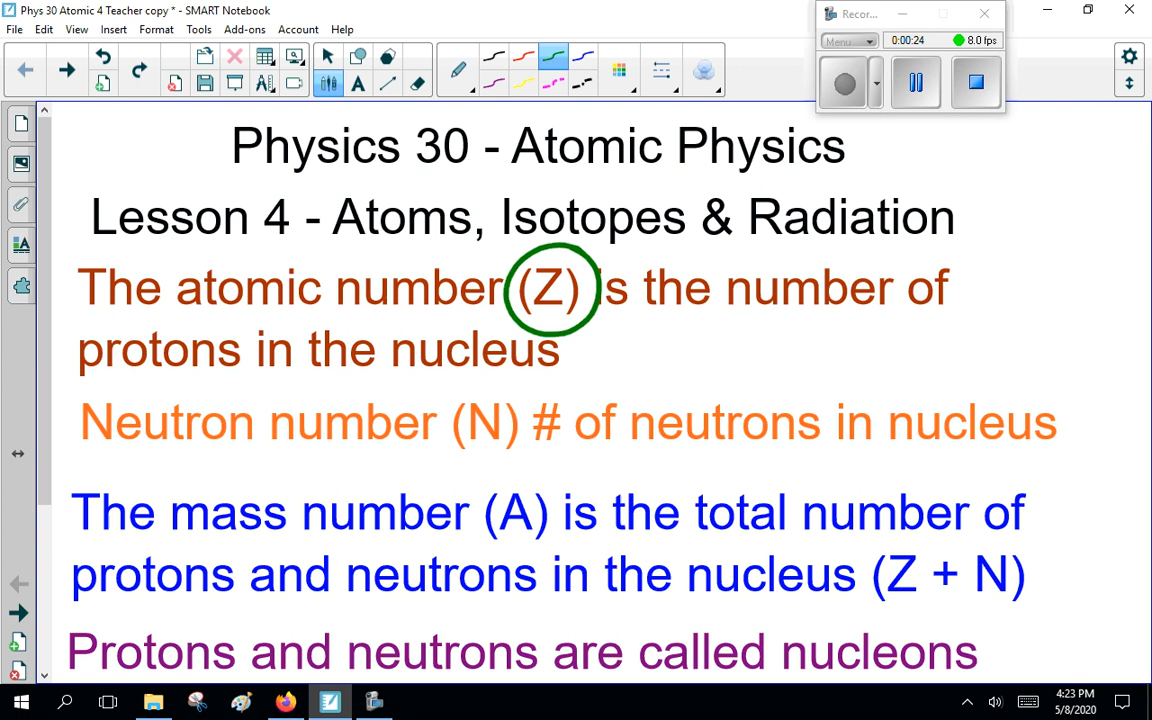 Phys 30 Atomic 4 Teacher copy * - SMART Notebook
File Edit View Insert Format Tools Add-ons Account Help
Recor...
Menu
0:00:24
8.0 fps
Physics 30 - Atomic Physics
Lesson 4 - Atoms, Isotopes & Radiation
The atomic number (Z) is the number of
protons in the nucleus
Neutron number (N) # of neutrons in nucleus
The mass number (A) is the total number of
protons and neutrons in the nucleus (Z + N)
Protons and neutrons are called nucleons
4:23 PM
5/8/2020